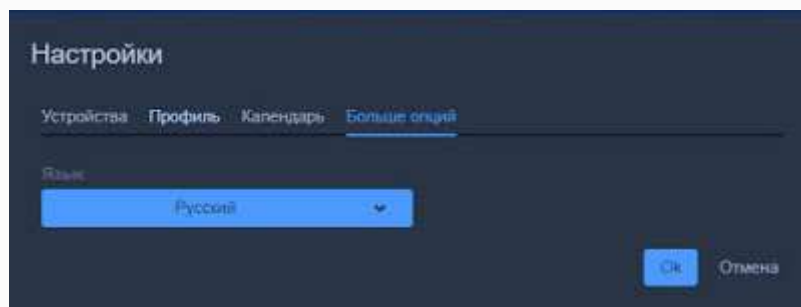 Настройки
Устройства Профиль Календарь Больше опций
Язык
Русский
Ok Отмена